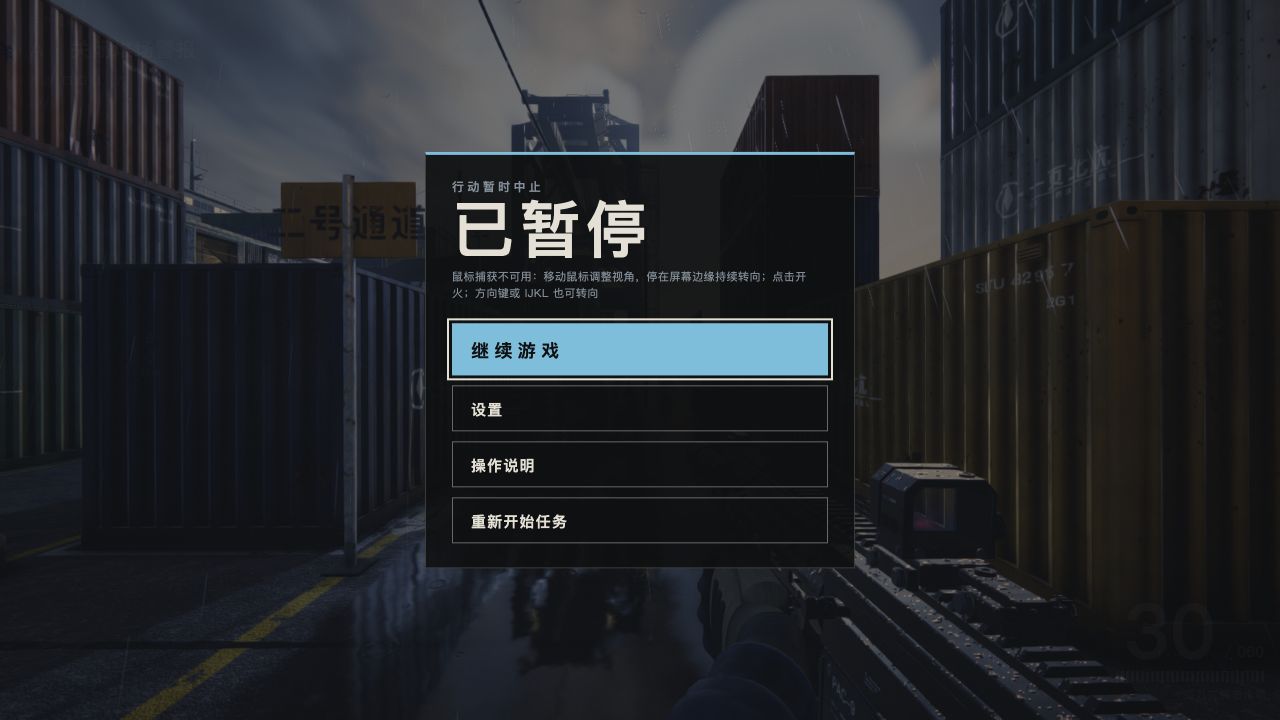 二号通道
行动暂时中止
已暂停
鼠标捕获不可用：移动鼠标调整视角，停在屏幕边缘持续转向；点击开
火；方向键或 IJKL 也可转向
继续游戏
设置
操作说明
重新开始任务
2G1
30
/ 060